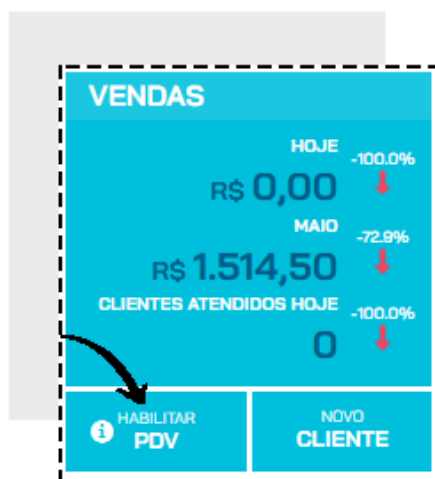 VENDAS
HOJE
-100.0%
R$ 0,00
MAIO
-72.9%
R$ 1.514,50
CLIENTES ATENDIDOS HOJE
-100.0%
0
HABILITAR
PDV
NOVO
CLIENTE